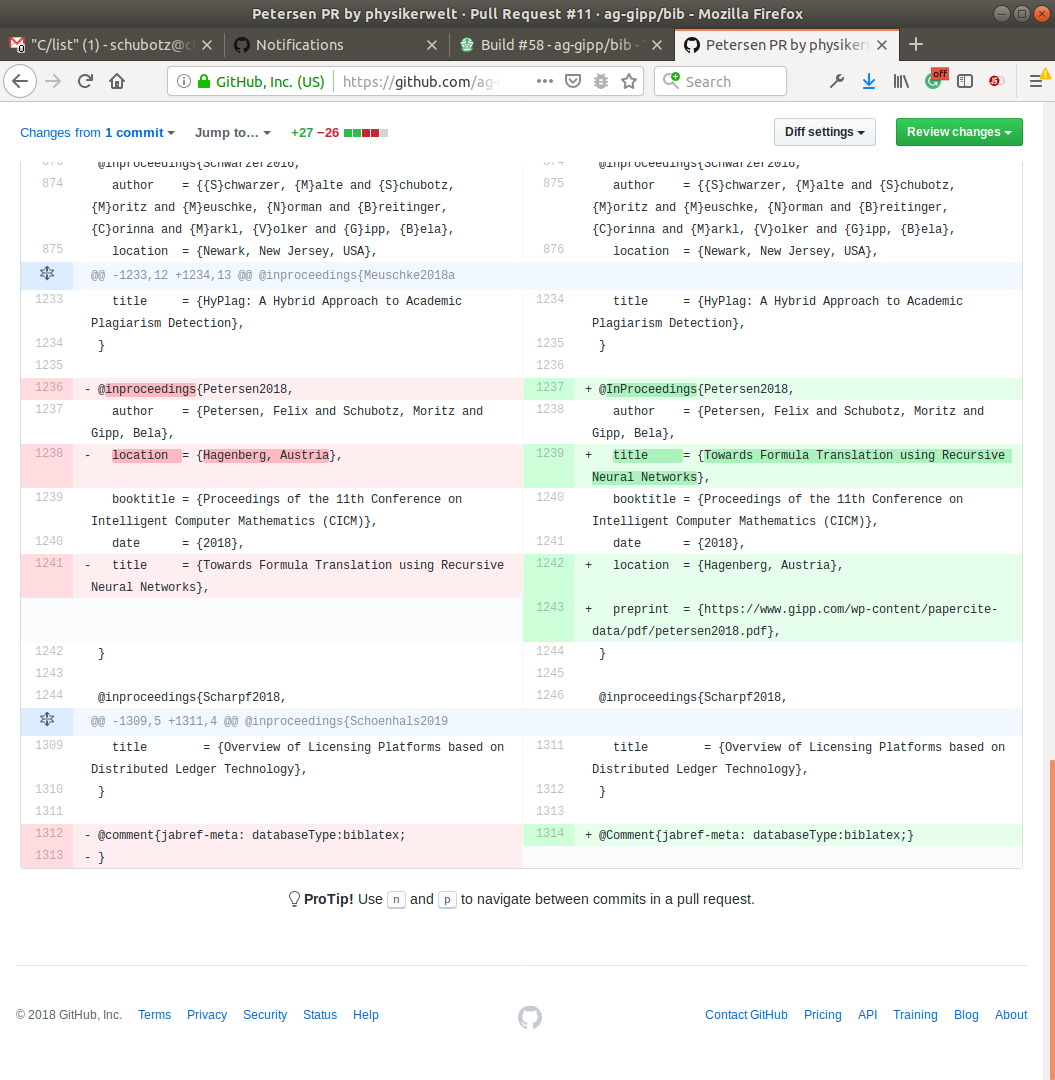 Petersen PR by physikerwelt · Pull Request #11 · ag-gipp/bib - Mozilla Firefox
"C/list" (1) - schubotz@c
Notifications
Build #58 - ag-gipp/bib -
Petersen PR by physikerw
GitHub, Inc. (US)
https://github.com/ag-
Search
off
Changes from 1 commit
Jump to…
+27 −26
Diff settings
Review changes
873 @inproceedings{Schwarzer2016,
874 author = {{S}chwarzer, {M}alte and {S}chubotz,
{M}oritz and {M}euschke, {N}orman and {B}reitinger,
{C}orinna and {M}arkl, {V}olker and {G}ipp, {B}ela},
875 location = {Newark, New Jersey, USA},
@@ -1233,12 +1234,13 @@ @inproceedings{Meuschke2018a
1233 title = {HyPlag: A Hybrid Approach to Academic
Plagiarism Detection},
1234 }
1235
1236 - @inproceedings{Petersen2018,
1237 author = {Petersen, Felix and Schubotz, Moritz and
Gipp, Bela},
1238 - location = {Hagenberg, Austria},
1239 booktitle = {Proceedings of the 11th Conference on
Intelligent Computer Mathematics (CICM)},
1240 date = {2018},
1241 - title = {Towards Formula Translation using Recursive
Neural Networks},
1242 }
1243
1244 @inproceedings{Scharpf2018,
@@ -1309,5 +1311,4 @@ @inproceedings{Schoenhals2019
1309 title = {Overview of Licensing Platforms based on
Distributed Ledger Technology},
1310 }
1311
1312 - @comment{jabref-meta: databaseType:biblatex;
1313 - }
874 @inproceedings{Schwarzer2016,
875 author = {{S}chwarzer, {M}alte and {S}chubotz,
{M}oritz and {M}euschke, {N}orman and {B}reitinger,
{C}orinna and {M}arkl, {V}olker and {G}ipp, {B}ela},
876 location = {Newark, New Jersey, USA},
1234 title = {HyPlag: A Hybrid Approach to Academic
Plagiarism Detection},
1235 }
1236
1237 + @InProceedings{Petersen2018,
1238 author = {Petersen, Felix and Schubotz, Moritz and
Gipp, Bela},
1239 + title = {Towards Formula Translation using Recursive
Neural Networks},
1240 booktitle = {Proceedings of the 11th Conference on
Intelligent Computer Mathematics (CICM)},
1241 date = {2018},
1242 + location = {Hagenberg, Austria},
1243 + preprint = {https://www.gipp.com/wp-content/papercite-
data/pdf/petersen2018.pdf},
1244 }
1245
1246 @inproceedings{Scharpf2018,
1311 title = {Overview of Licensing Platforms based on
Distributed Ledger Technology},
1312 }
1313
1314 + @Comment{jabref-meta: databaseType:biblatex;}
ProTip! Use n and p to navigate between commits in a pull request.
© 2018 GitHub, Inc. Terms Privacy Security Status Help
Contact GitHub Pricing API Training Blog About